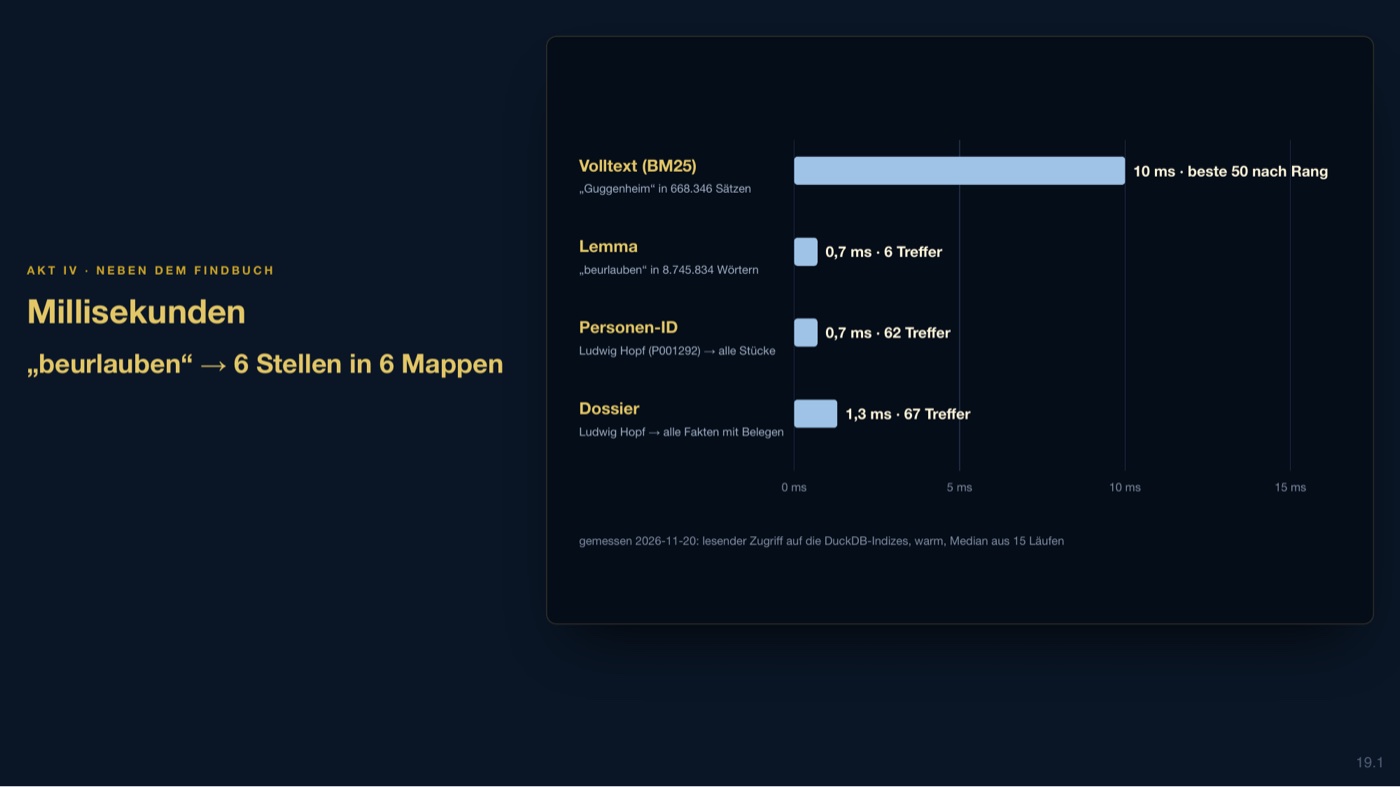 AKT IV · NEBEN DEM FINDBUCH
Millisekunden
„beurlauben“ → 6 Stellen in 6 Mappen
Volltext (BM25)
„Guggenheim“ in 668.346 Sätzen
10 ms · beste 50 nach Rang
Lemma
„beurlauben“ in 8.745.834 Wörtern
0,7 ms · 6 Treffer
Personen-ID
Ludwig Hopf (P001292) → alle Stücke
0,7 ms · 62 Treffer
Dossier
Ludwig Hopf → alle Fakten mit Belegen
1,3 ms · 67 Treffer
0 ms 5 ms 10 ms 15 ms
gemessen 2026-11-20: lesender Zugriff auf die DuckDB-Indizes, warm, Median aus 15 Läufen
19.1